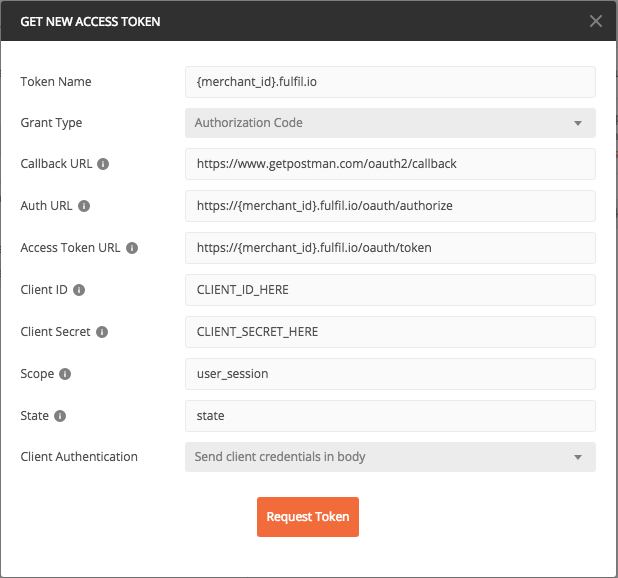 GET NEW ACCESS TOKEN
Token Name {merchant_id}.fulfil.io
Grant Type Authorization Code
Callback URL https://www.getpostman.com/oauth2/callback
Auth URL https://{merchant_id}.fulfil.io/oauth/authorize
Access Token URL https://{merchant_id}.fulfil.io/oauth/token
Client ID CLIENT_ID_HERE
Client Secret CLIENT_SECRET_HERE
Scope user_session
State state
Client Authentication Send client credentials in body
Request Token